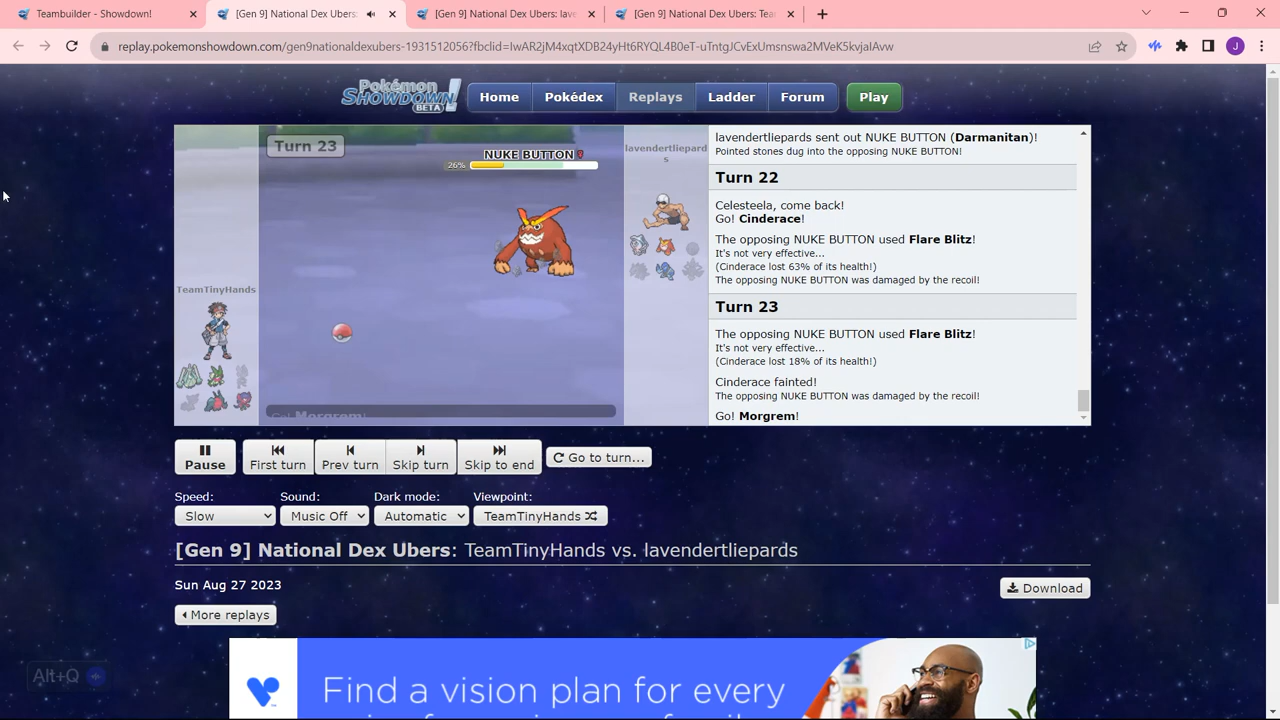 Teambuilder - Showdown!
[Gen 9] National Dex Ubers:
[Gen 9] National Dex Ubers: lave
[Gen 9] National Dex Ubers: Tea
replay.pokemonshowdown.com/gen9nationaldexubers-1931512056?fbclid=IwAR2jM4xqtXDB24yHt6RYQL4B0eT-uTntgJCvExUmsnswa2MVeK5kvjaIAvw
J
Pokémon
SHOWDOWN!
BETA
Home
Pokédex
Replays
Ladder
Forum
Play
Turn 23
NUKE BUTTON
26%
TeamTinyHands
Go! Morgrem!
lavendertliepard
s
lavendertliepards sent out NUKE BUTTON (Darmanitan)!
Pointed stones dug into the opposing NUKE BUTTON!
Turn 22
Celesteela, come back!
Go! Cinderace!
The opposing NUKE BUTTON used Flare Blitz!
It's not very effective...
(Cinderace lost 63% of its health!)
The opposing NUKE BUTTON was damaged by the recoil!
Turn 23
The opposing NUKE BUTTON used Flare Blitz!
It's not very effective...
(Cinderace lost 18% of its health!)
Cinderace fainted!
The opposing NUKE BUTTON was damaged by the recoil!
Go! Morgrem!
Pause
First turn
Prev turn
Skip turn
Skip to end
Go to turn...
Speed:
Sound:
Dark mode:
Viewpoint:
Slow
Music Off
Automatic
TeamTinyHands
[Gen 9] National Dex Ubers: TeamTinyHands vs. lavendertliepards
Sun Aug 27 2023
Download
More replays
Alt+Q
Find a vision plan for every